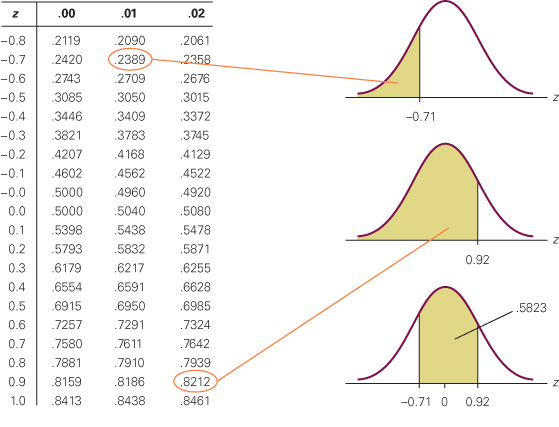 z .00 .01 .02
−0.8 .2119 .2090 .2061
−0.7 .2420 .2389 .2358
−0.6 .2743 .2709 .2676
−0.5 .3085 .3050 .3015
−0.4 .3446 .3409 .3372
−0.3 .3821 .3783 .3745
−0.2 .4207 .4168 .4129
−0.1 .4602 .4562 .4522
−0.0 .5000 .4960 .4920
0.0 .5000 .5040 .5080
0.1 .5398 .5438 .5478
0.2 .5793 .5832 .5871
0.3 .6179 .6217 .6255
0.4 .6554 .6591 .6628
0.5 .6915 .6950 .6985
0.6 .7257 .7291 .7324
0.7 .7580 .7611 .7642
0.8 .7881 .7910 .7939
0.9 .8159 .8186 .8212
1.0 .8413 .8438 .8461
z
−0.71
z
0.92
.5823
z
−0.71 0 0.92